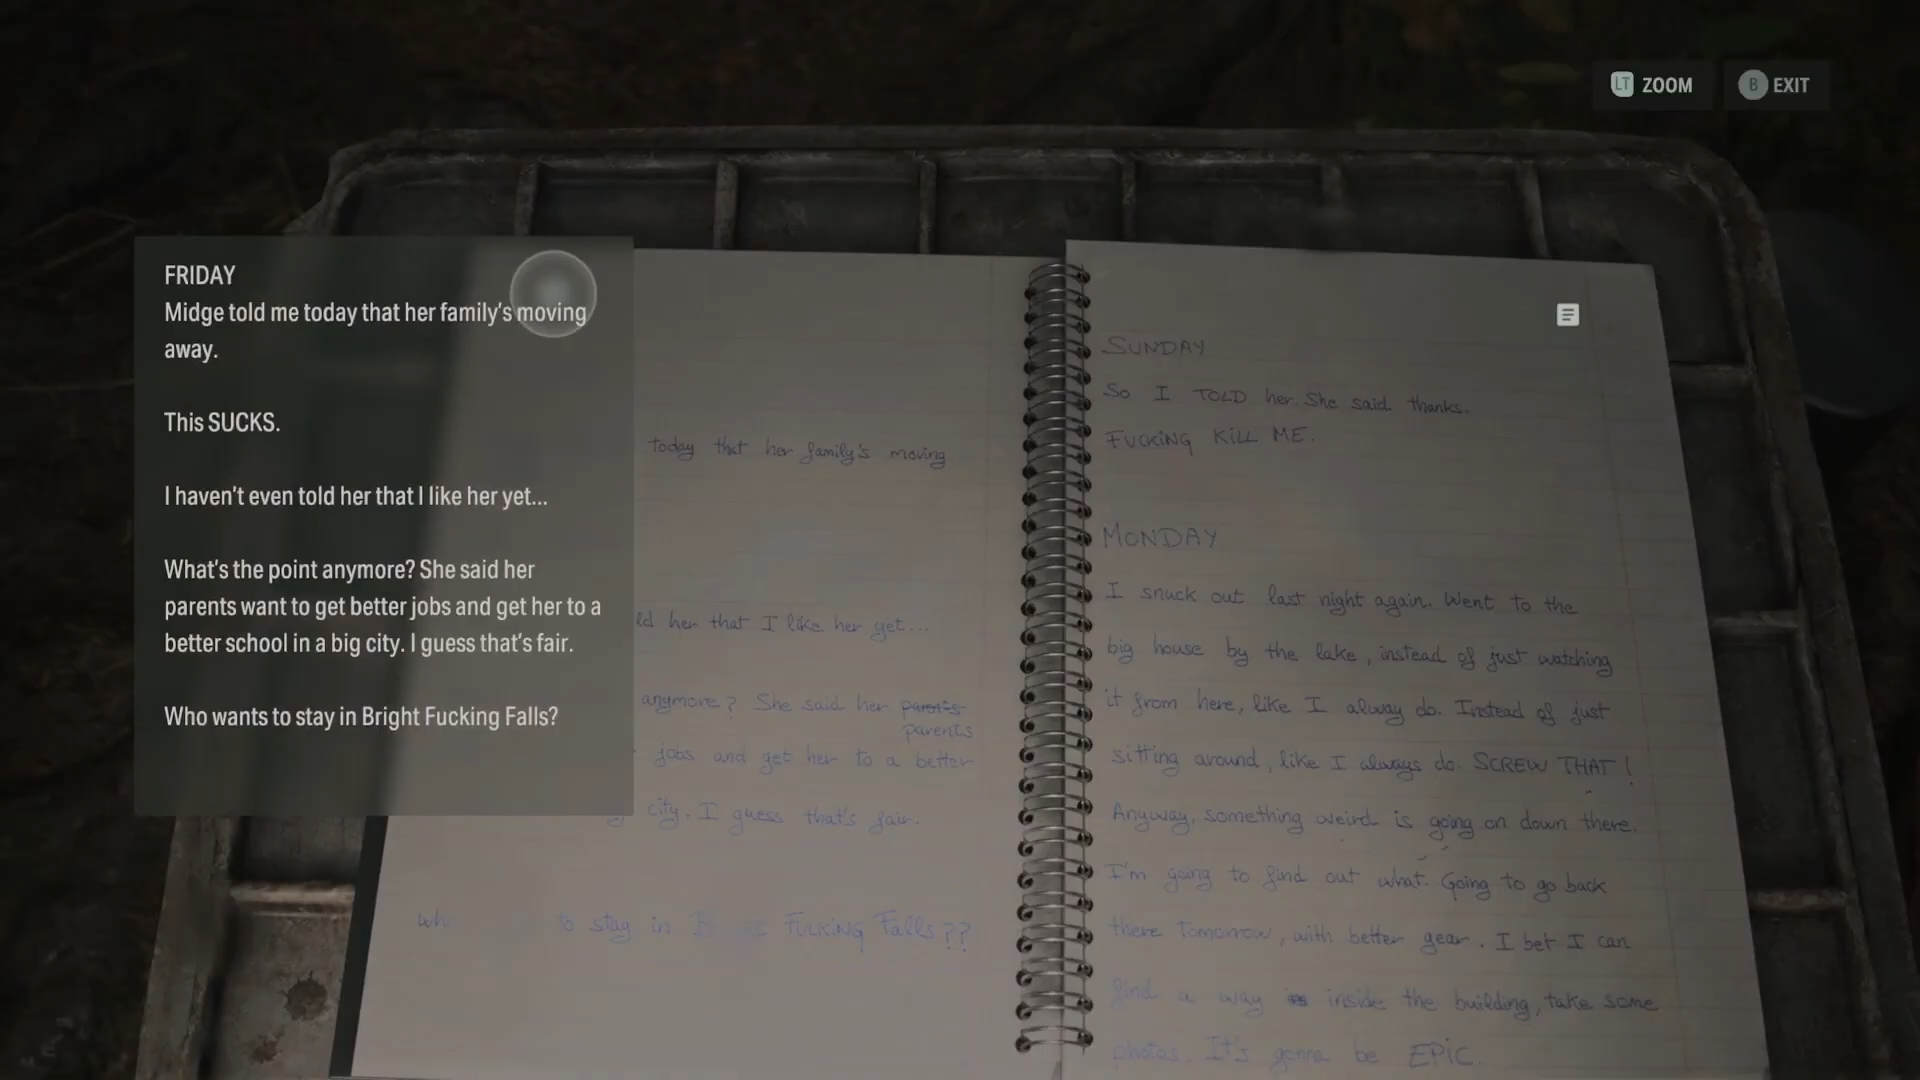 LT ZOOM
B EXIT
FRIDAY
Midge told me today that her family's moving
away.
This SUCKS.
I haven't even told her that I like her yet...
What's the point anymore? She said her
parents want to get better jobs and get her to a
better school in a big city. I guess that's fair.
Who wants to stay in Bright Fucking Falls?
today that her family's moving
ld her that I like her yet...
anymore? She said her parents
parents
jobs and get her to a better
city. I guess that's fair.
to stay in FUCKING Falls??
SUNDAY
So I TOLD her. She said thanks.
FUCKING KILL ME.
MONDAY
I snuck out last night again. Went to the
big house by the lake, instead of just watching
it from here, like I alway do. Instead of just
sitting around, like I always do. SCREW THAT!
Anyway, something weird is going on down there.
I'm going to find out what. Going to go back
there tomorrow, with better gear. I bet I can
find a way inside the building, take some
photos. It's gonna be EPIC.